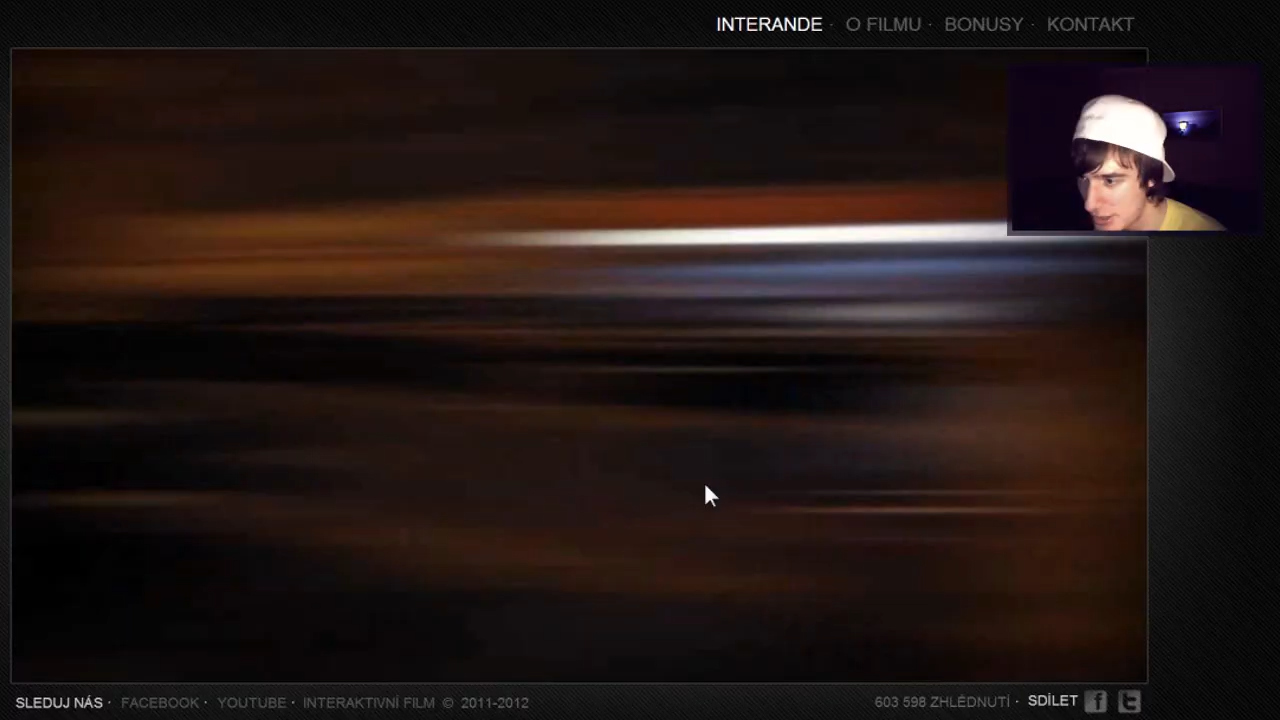 INTERANDE · O FILMU · BONUSY · KONTAKT
SLEDUJ NÁS · FACEBOOK · YOUTUBE · INTERAKTIVNÍ FILM © 2011-2012
603 598 ZHLÉDNUTÍ · SDÍLET